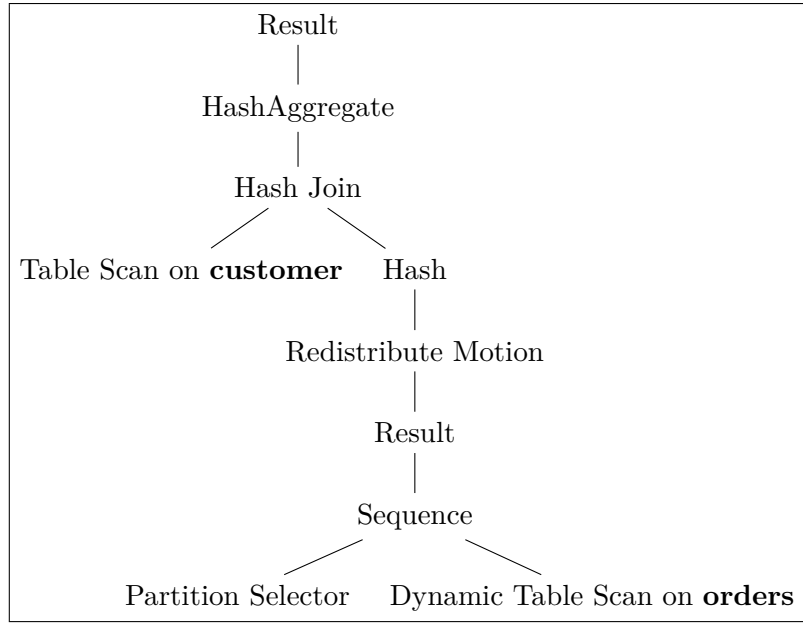 Result
HashAggregate
Hash Join
Table Scan on customer
Hash
Redistribute Motion
Result
Sequence
Partition Selector
Dynamic Table Scan on orders